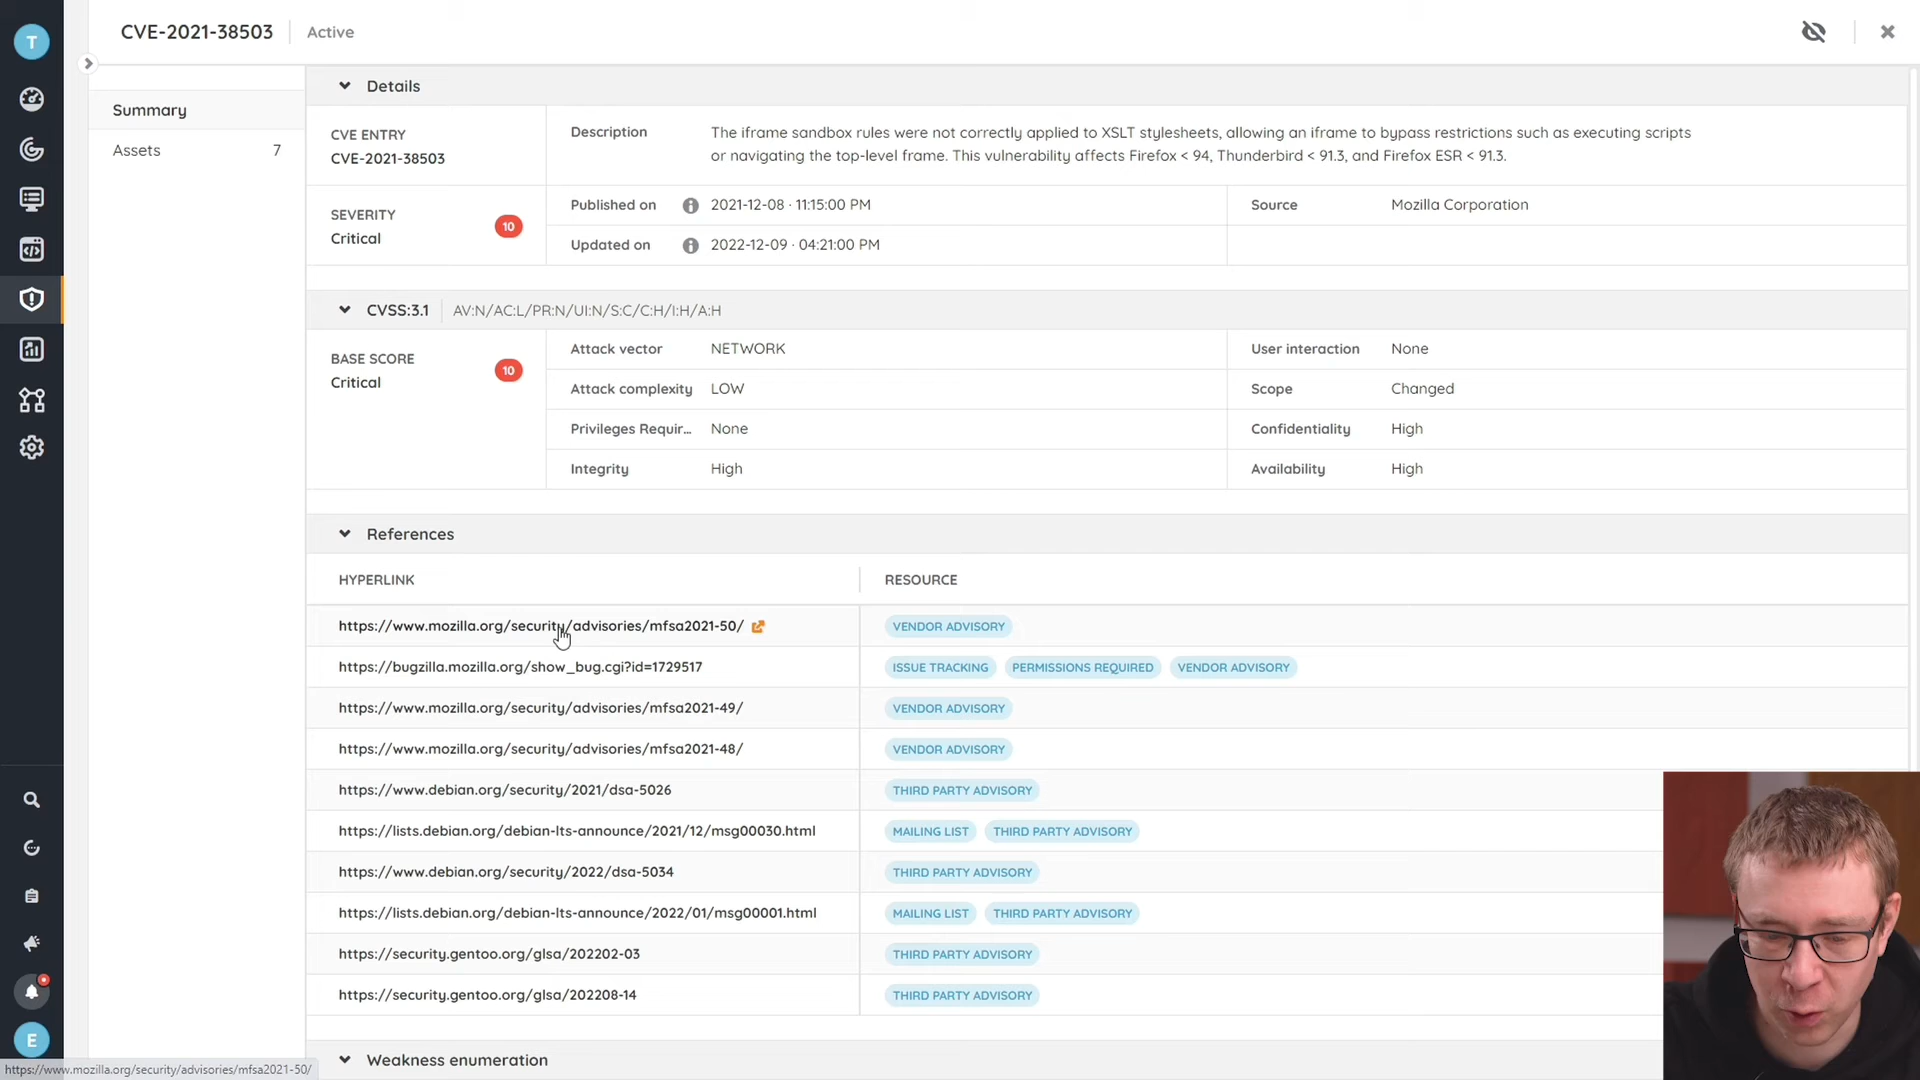 T
CVE-2021-38503
Active
Summary
Assets 7
Details
CVE ENTRY
CVE-2021-38503
Description
The iframe sandbox rules were not correctly applied to XSLT stylesheets, allowing an iframe to bypass restrictions such as executing scripts
or navigating the top-level frame. This vulnerability affects Firefox < 94, Thunderbird < 91.3, and Firefox ESR < 91.3.
SEVERITY
Critical
10
Published on 2021-12-08 · 11:15:00 PM
Source Mozilla Corporation
Updated on 2022-12-09 · 04:21:00 PM
CVSS:3.1 AV:N/AC:L/PR:N/UI:N/S:C/C:H/I:H/A:H
BASE SCORE
Critical
10
Attack vector NETWORK
User interaction None
Attack complexity LOW
Scope Changed
Privileges Requir... None
Confidentiality High
Integrity High
Availability High
References
HYPERLINK RESOURCE
https://www.mozilla.org/security/advisories/mfsa2021-50/ VENDOR ADVISORY
https://bugzilla.mozilla.org/show_bug.cgi?id=1729517 ISSUE TRACKING PERMISSIONS REQUIRED VENDOR ADVISORY
https://www.mozilla.org/security/advisories/mfsa2021-49/ VENDOR ADVISORY
https://www.mozilla.org/security/advisories/mfsa2021-48/ VENDOR ADVISORY
https://www.debian.org/security/2021/dsa-5026 THIRD PARTY ADVISORY
https://lists.debian.org/debian-lts-announce/2021/12/msg00030.html MAILING LIST THIRD PARTY ADVISORY
https://www.debian.org/security/2022/dsa-5034 THIRD PARTY ADVISORY
https://lists.debian.org/debian-lts-announce/2022/01/msg00001.html MAILING LIST THIRD PARTY ADVISORY
https://security.gentoo.org/glsa/202202-03 THIRD PARTY ADVISORY
https://security.gentoo.org/glsa/202208-14 THIRD PARTY ADVISORY
E
Weakness enumeration
https://www.mozilla.org/security/advisories/mfsa2021-50/